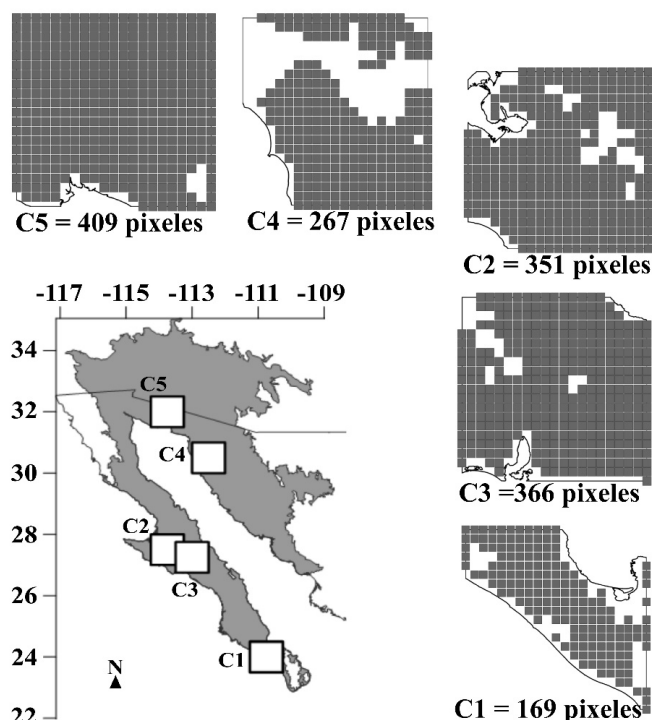 C5 = 409 pixeles
C4 = 267 pixeles
C2 = 351 pixeles
-117 -115 -113 -111 -109
34
C5
32
C4
30
C2
28
C3
26
C1
24
N
22
C3 =366 pixeles
C1 = 169 pixeles